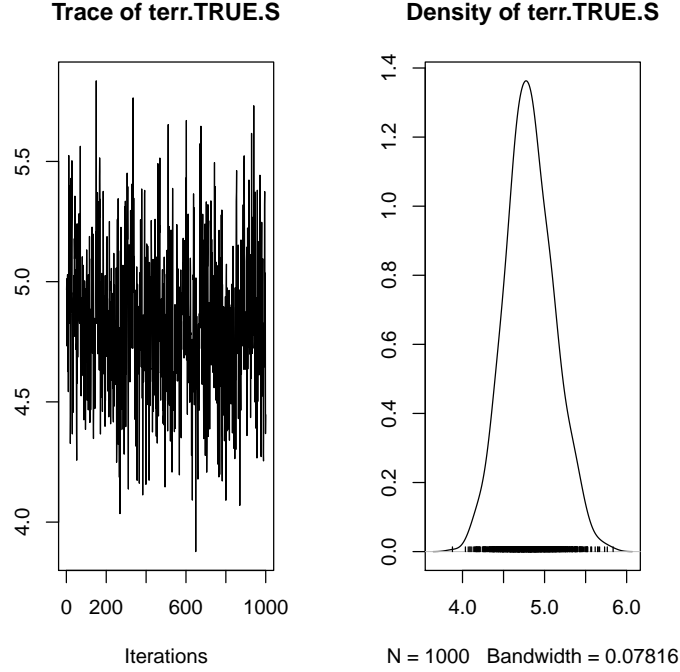 Trace of terr.TRUE.S
5.5
5.0
4.5
4.0
0 200 600 1000
Iterations
Density of terr.TRUE.S
1.4
1.2
1.0
0.8
0.6
0.4
0.2
0.0
4.0 5.0 6.0
N = 1000 Bandwidth = 0.07816